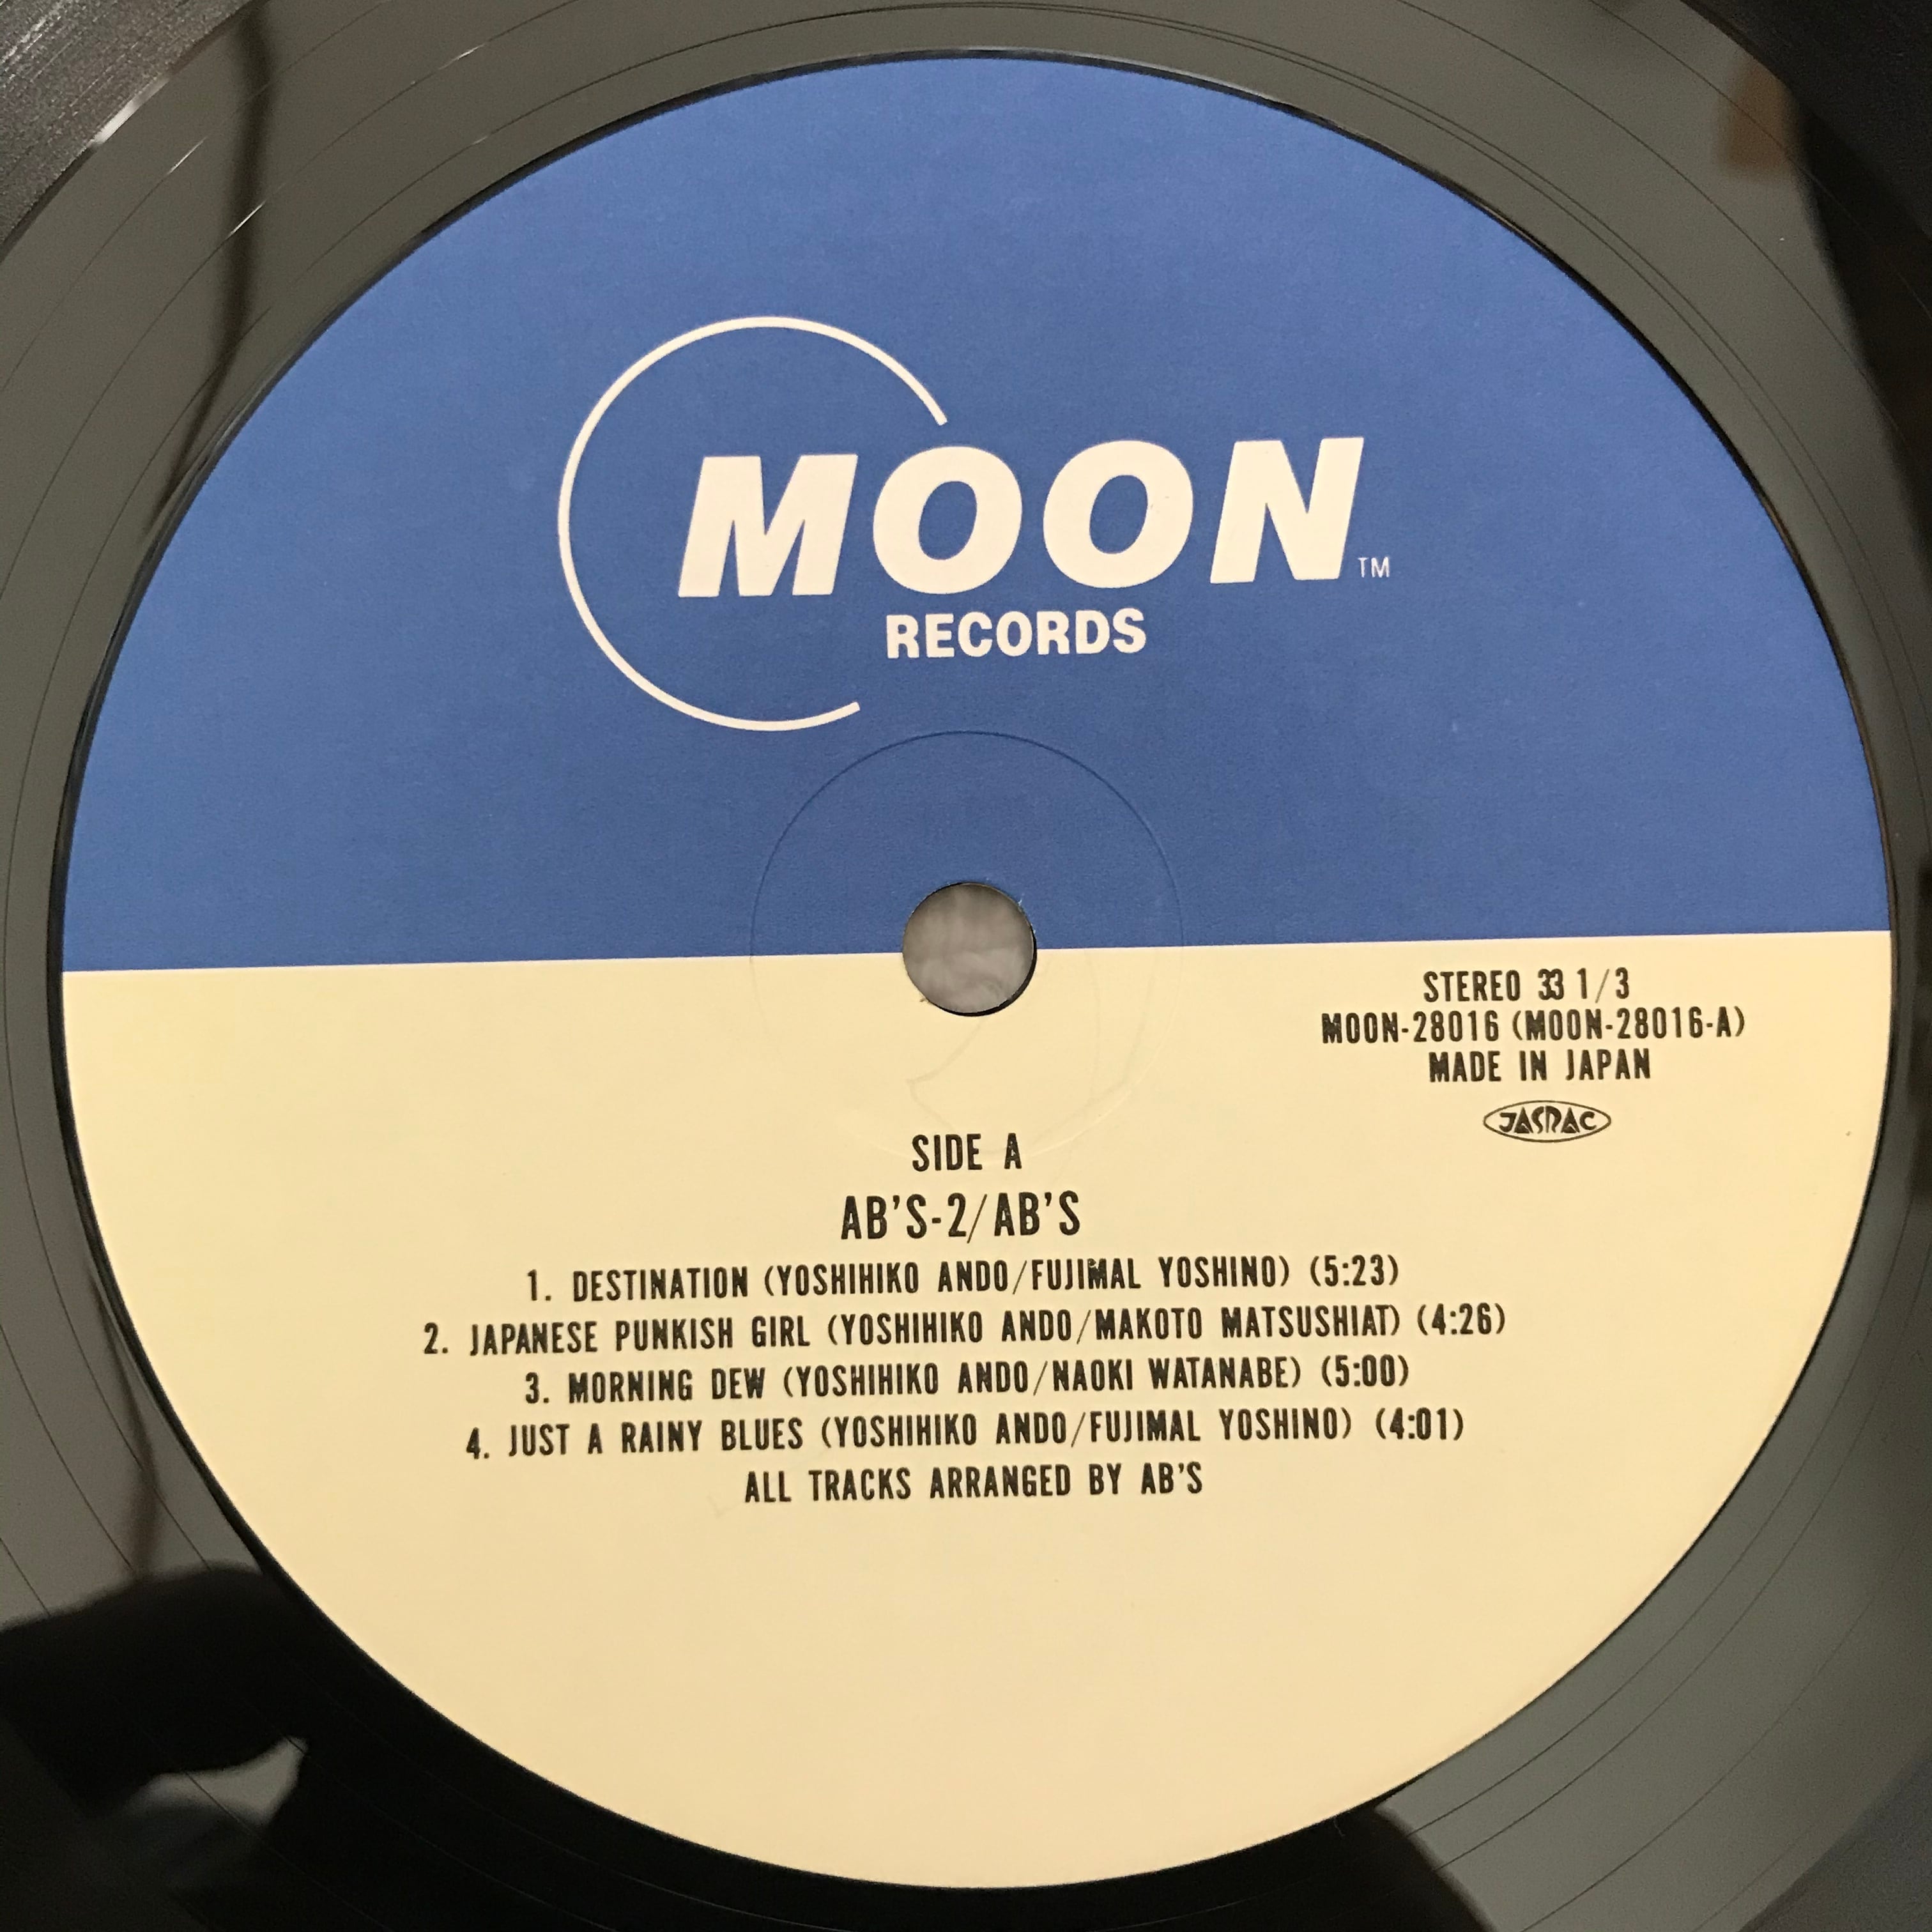 MOON TM
RECORDS
STEREO 33 1/3
MOON-28016 (MOON-28016-A)
MADE IN JAPAN
JASRAC
SIDE A
AB'S-2/AB'S
1. DESTINATION (YOSHIHIKO ANDO/FUJIMAL YOSHINO) (5:23)
2. JAPANESE PUNKISH GIRL (YOSHIHIKO ANDO/MAKOTO MATSUSHIAT) (4:26)
3. MORNING DEW (YOSHIHIKO ANDO/NAOKI WATANABE) (5:00)
4. JUST A RAINY BLUES (YOSHIHIKO ANDO/FUJIMAL YOSHINO) (4:01)
ALL TRACKS ARRANGED BY AB'S